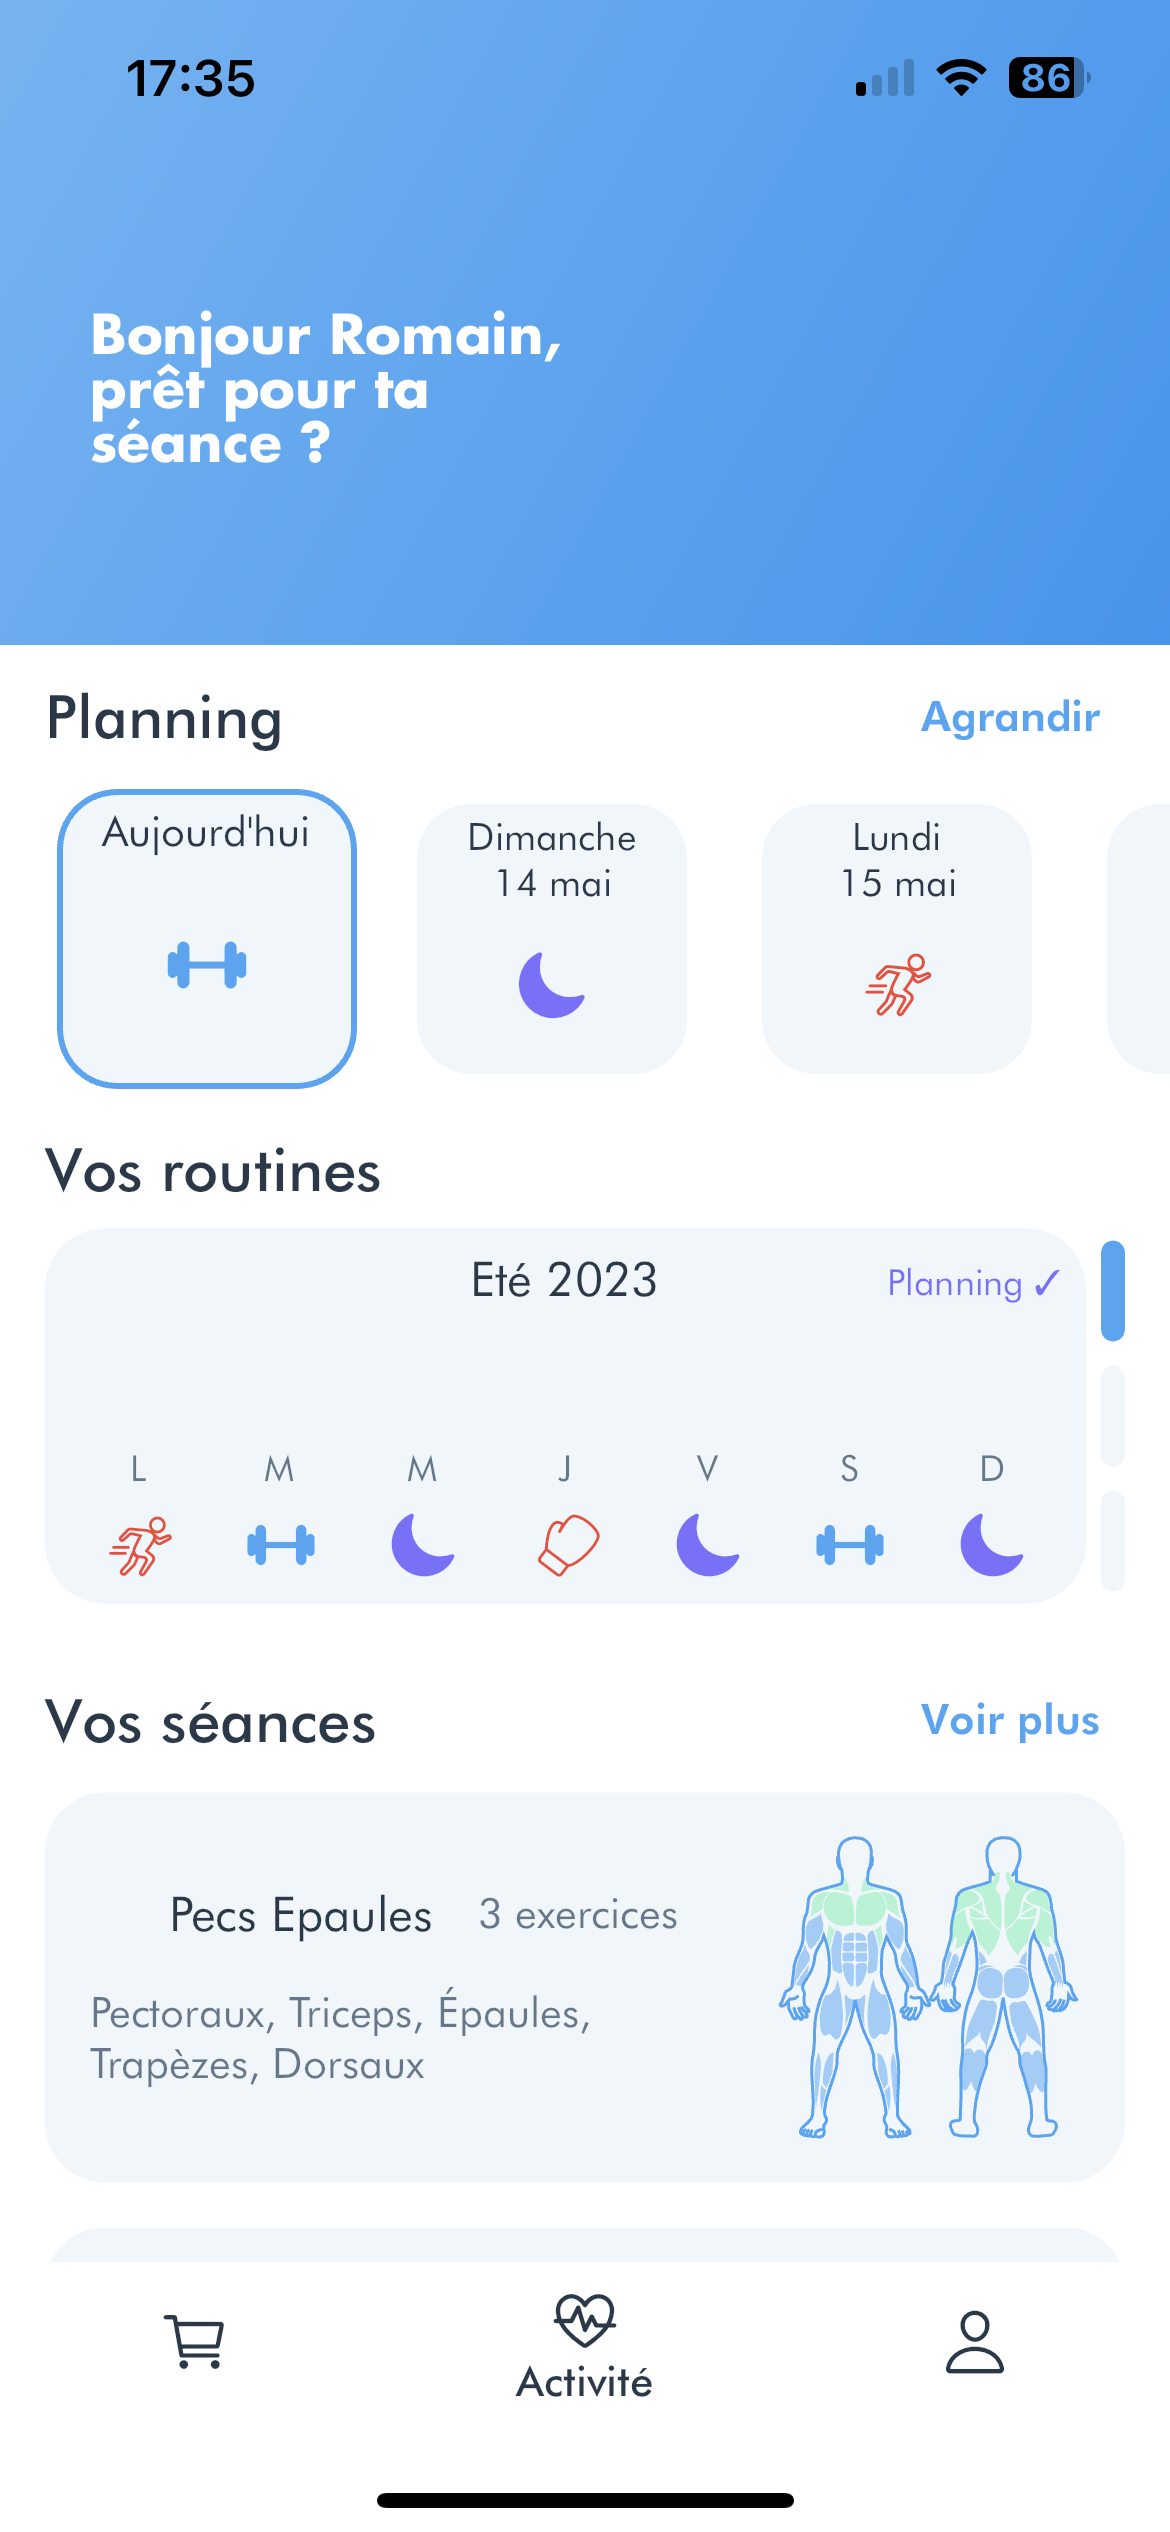 17:35
86
Bonjour Romain,
prêt pour ta
séance ?
Planning
Agrandir
Aujourd'hui
Dimanche
14 mai
Lundi
15 mai
Vos routines
Eté 2023
Planning ✓
L M M J V S D
Vos séances
Voir plus
Pecs Epaules 3 exercices
Pectoraux, Triceps, Épaules,
Trapèzes, Dorsaux
Activité